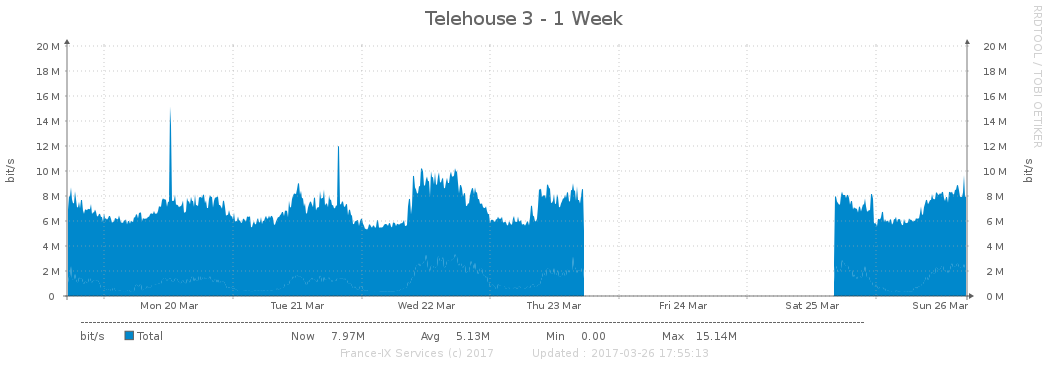 Telehouse 3 - 1 Week
RRDTOOL / TOBI OETIKER
bit/s
bit/s
20 M 20 M
18 M 18 M
16 M 16 M
14 M 14 M
12 M 12 M
10 M 10 M
8 M 8 M
6 M 6 M
4 M 4 M
2 M 2 M
0 0 M
Mon 20 Mar Tue 21 Mar Wed 22 Mar Thu 23 Mar Fri 24 Mar Sat 25 Mar Sun 26 Mar
bit/s Total Now 7.97M Avg 5.13M Min 0.00 Max 15.14M
France-IX Services (c) 2017 Updated : 2017-03-26 17:55:13